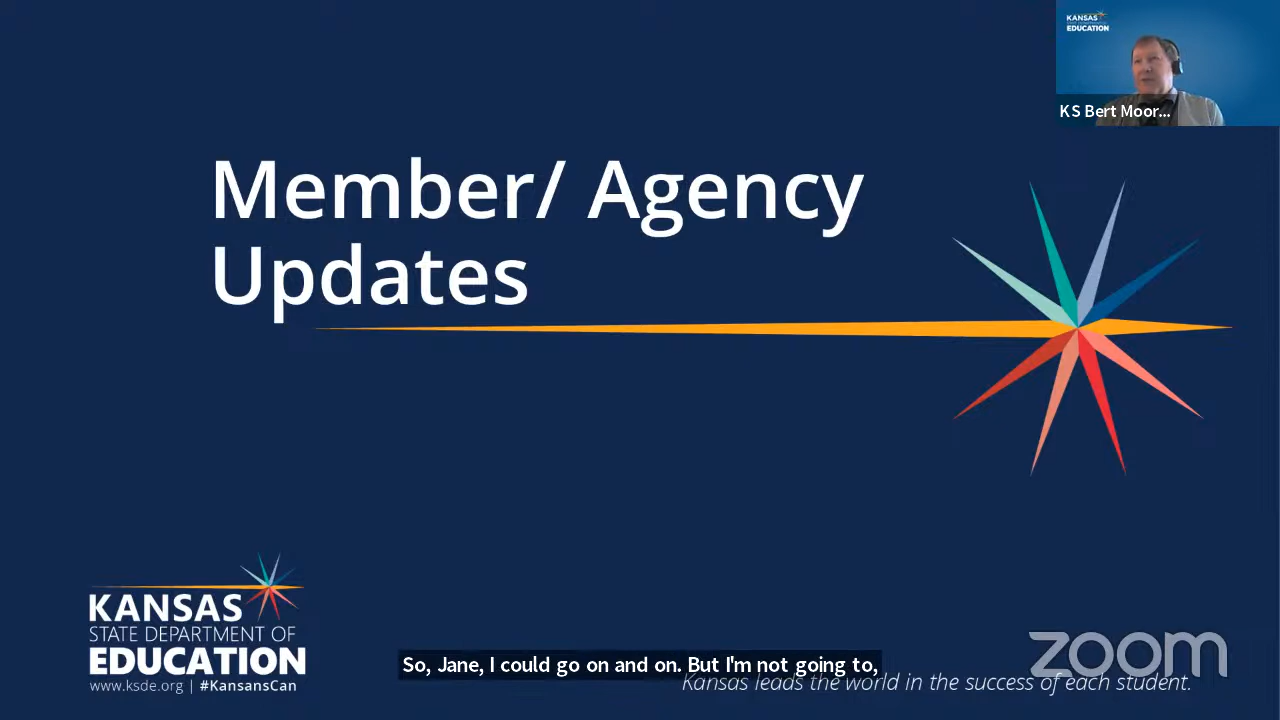 KANSAS
EDUCATION
KS Bert Moor...
Member/ Agency
Updates
KANSAS
STATE DEPARTMENT OF
EDUCATION
www.ksde.org | #KansansCan
So, Jane, I could go on and on. But I'm not going to,
Kansas leads the world in the success of each student.
zoom